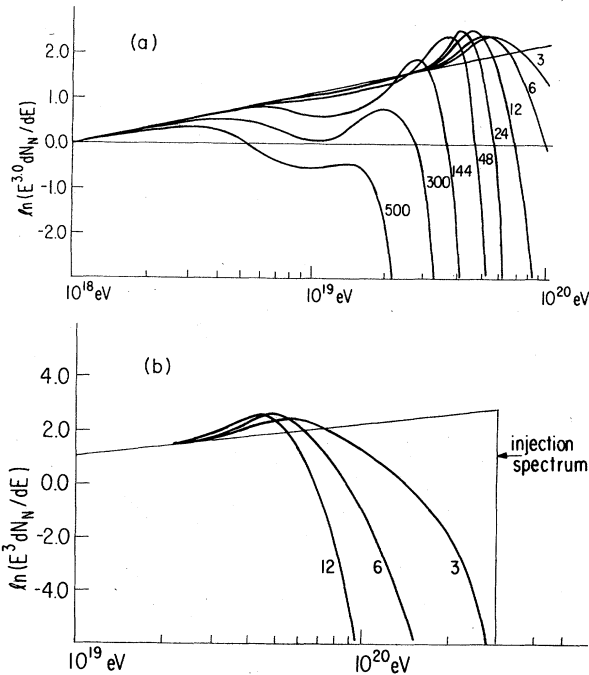 (a)
2.0
1.0
0.0
-1.0
-2.0
ln(E^3.0 dN_N/dE)
3
6
12
24
48
144
300
500
10^18 eV
10^19 eV
10^20 eV
(b)
4.0
2.0
0.0
-2.0
-4.0
ln(E^3 dN_N/dE)
injection
spectrum
12
6
3
10^19 eV
10^20 eV